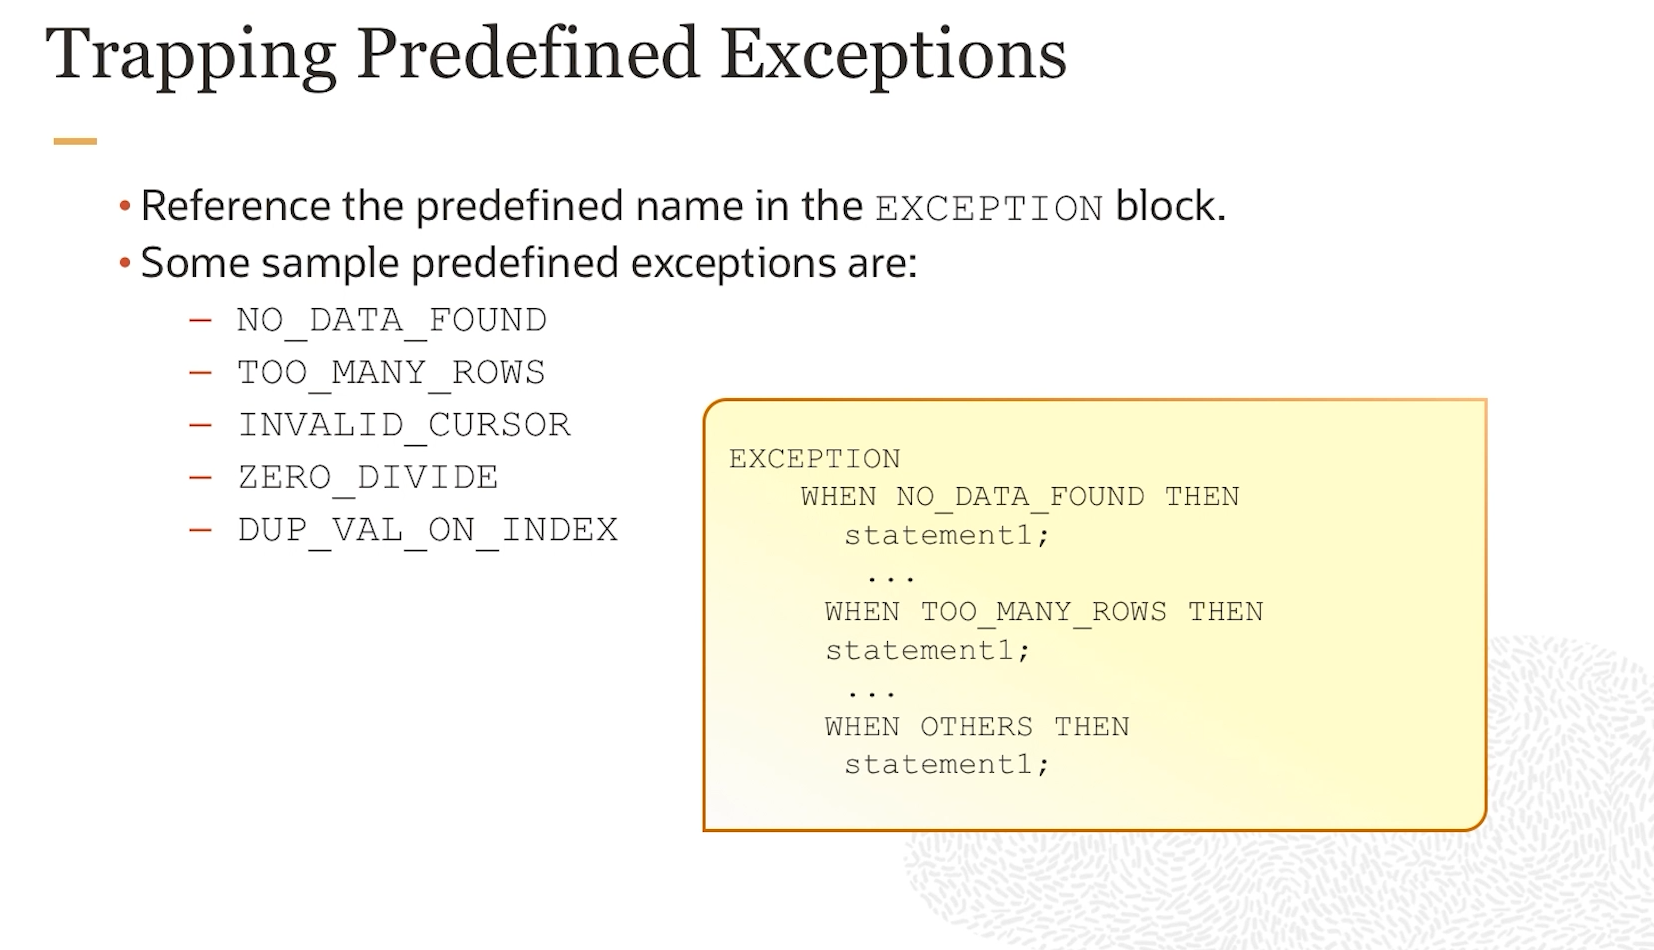 Trapping Predefined Exceptions
• Reference the predefined name in the EXCEPTION block.
• Some sample predefined exceptions are:
– NO_DATA_FOUND
– TOO_MANY_ROWS
– INVALID_CURSOR
– ZERO_DIVIDE
– DUP_VAL_ON_INDEX
EXCEPTION
WHEN NO_DATA_FOUND THEN
statement1;
...
WHEN TOO_MANY_ROWS THEN
statement1;
...
WHEN OTHERS THEN
statement1;